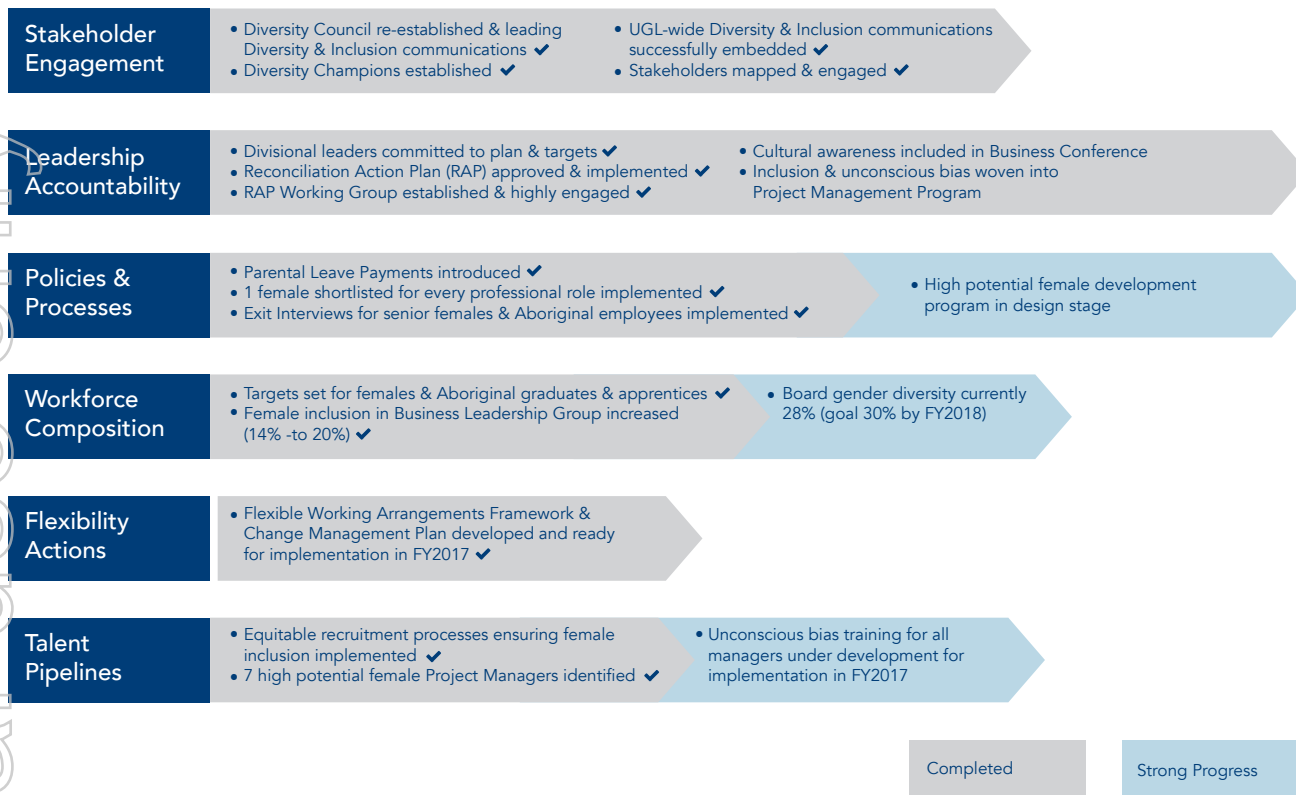 Stakeholder
Engagement
• Diversity Council re-established & leading
Diversity & Inclusion communications ✔
• Diversity Champions established ✔
• UGL-wide Diversity & Inclusion communications
successfully embedded ✔
• Stakeholders mapped & engaged ✔
Leadership
Accountability
• Divisional leaders committed to plan & targets ✔
• Reconciliation Action Plan (RAP) approved & implemented ✔
• RAP Working Group established & highly engaged ✔
• Cultural awareness included in Business Conference
• Inclusion & unconscious bias woven into
Project Management Program
Policies &
Processes
• Parental Leave Payments introduced ✔
• 1 female shortlisted for every professional role implemented ✔
• Exit Interviews for senior females & Aboriginal employees implemented ✔
• High potential female development
program in design stage
Workforce
Composition
• Targets set for females & Aboriginal graduates & apprentices ✔
• Female inclusion in Business Leadership Group increased
(14% -to 20%) ✔
• Board gender diversity currently
28% (goal 30% by FY2018)
Flexibility
Actions
• Flexible Working Arrangements Framework &
Change Management Plan developed and ready
for implementation in FY2017 ✔
Talent
Pipelines
• Equitable recruitment processes ensuring female
inclusion implemented ✔
• 7 high potential female Project Managers identified ✔
• Unconscious bias training for all
managers under development for
implementation in FY2017
Completed
Strong Progress